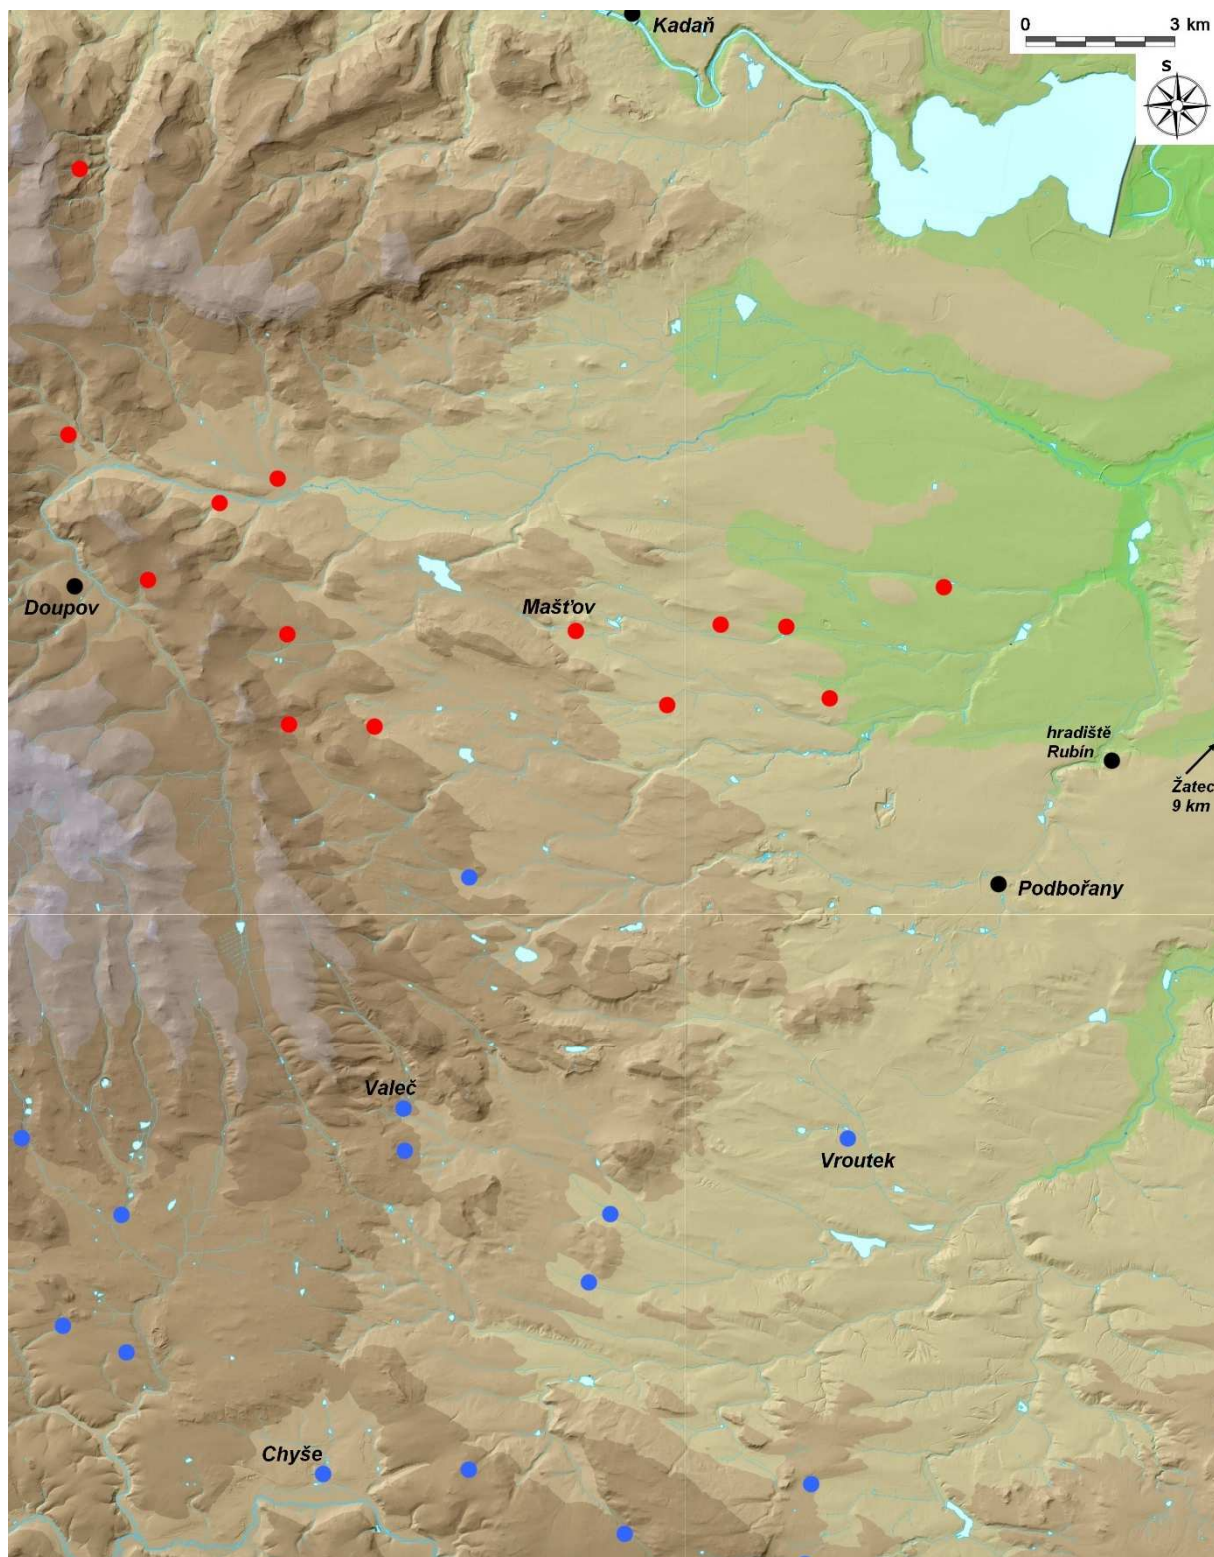 Kadaň
0 3 km
S
Doupov
Mašťov
hradiště
Rubín
Žatec
9 km
Podbořany
Valeč
Vroutek
Chyše